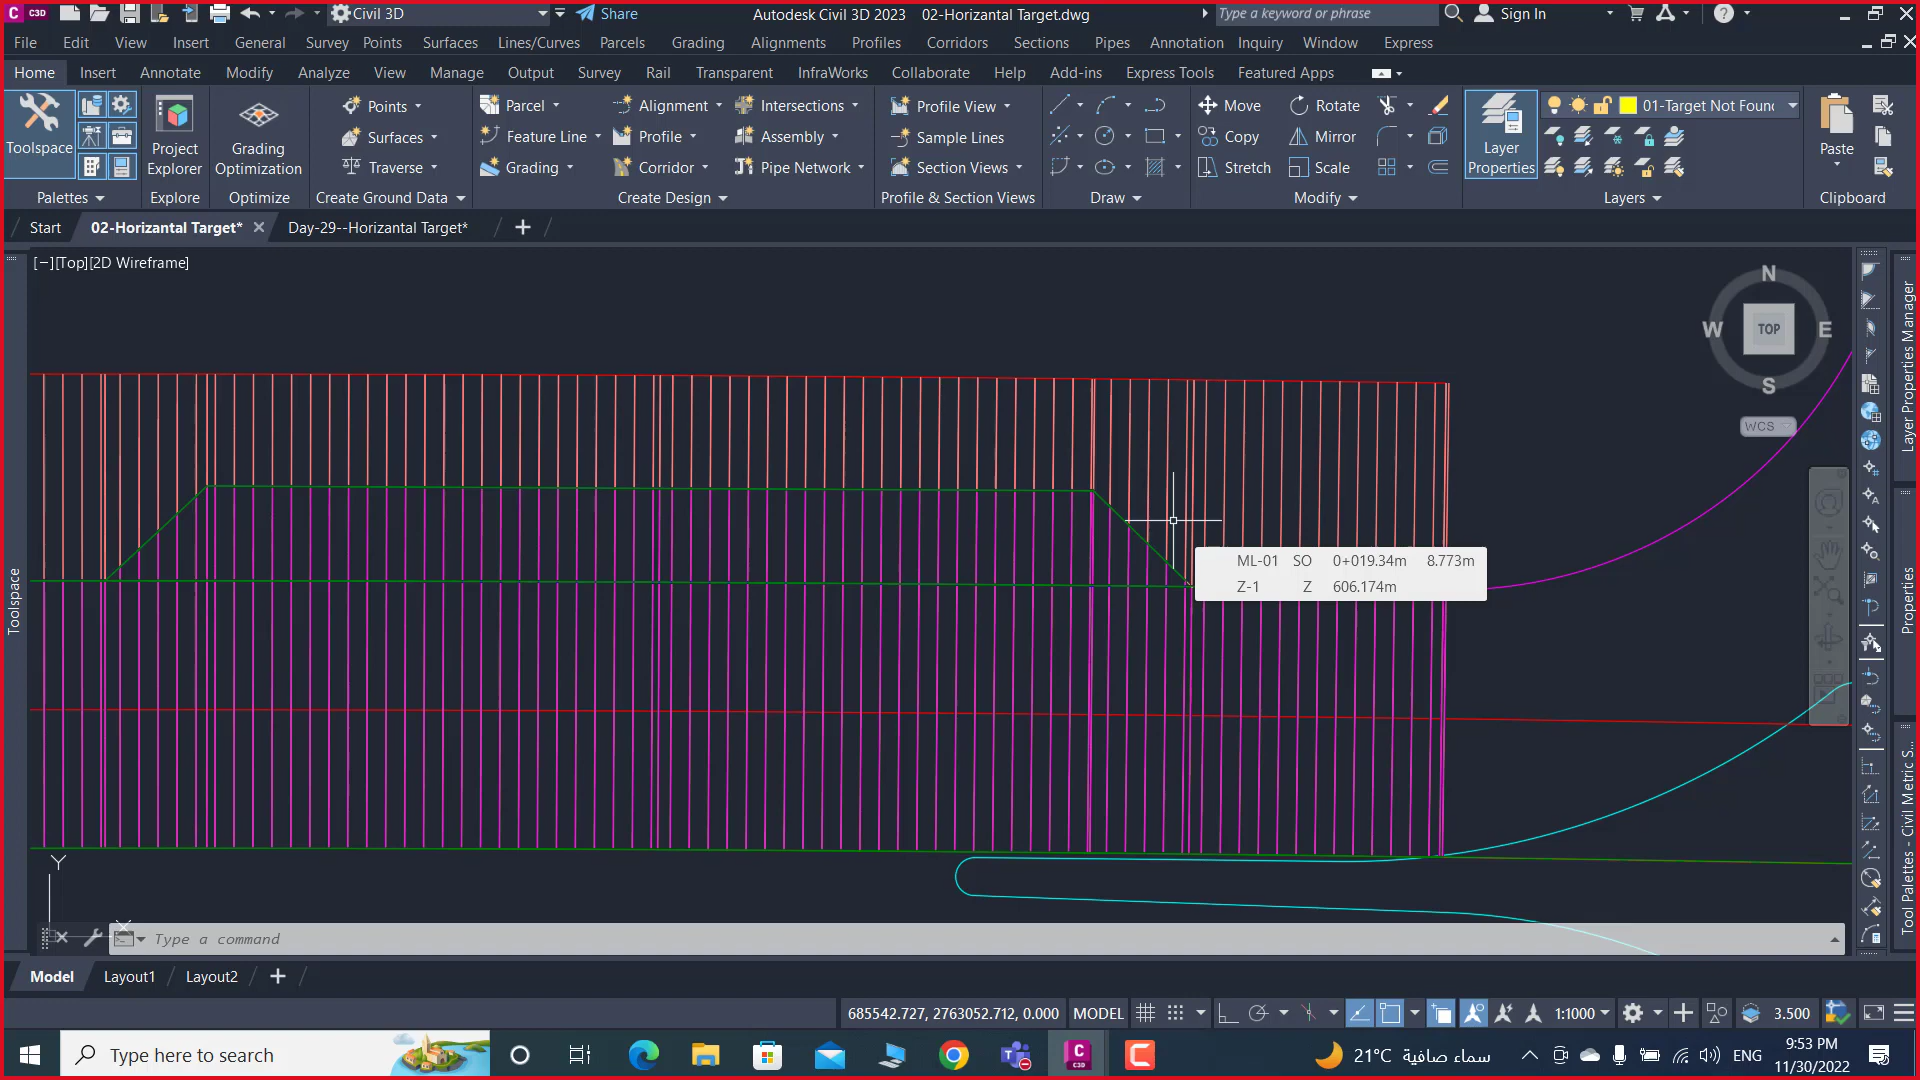 C C3D Civil 3D Share Autodesk Civil 3D 2023 02-Horizantal Target.dwg Type a keyword or phrase Sign In
File Edit View Insert General Survey Points Surfaces Lines/Curves Parcels Grading Alignments Profiles Corridors Sections Pipes Annotation Inquiry Window Express
Home Insert Annotate Modify Analyze View Manage Output Survey Rail Transparent InfraWorks Collaborate Help Add-ins Express Tools Featured Apps
Points Parcel Alignment Intersections Profile View Move Rotate 01-Target Not Found
Surfaces Feature Line Profile Assembly Sample Lines Copy Mirror
Toolspace Project Explorer Grading Optimization Layer Properties Paste
Traverse Grading Corridor Pipe Network Section Views Stretch Scale
Palettes Explore Optimize Create Ground Data Create Design Profile & Section Views Draw Modify Layers Clipboard
Start 02-Horizantal Target* Day-29--Horizantal Target*
[−][Top][2D Wireframe]
N
W TOP E
S
WCS
Layer Properties Manager
Toolspace
Properties
ML-01 SO 0+019.34m 8.773m
Z-1 Z 606.174m
Tool Palettes - Civil Metric S...
Y
X
Type a command
Model Layout1 Layout2
685542.727, 2763052.712, 0.000 MODEL 1:1000 3.500
Type here to search
21°C سماء صافية ENG
9:53 PM
11/30/2022